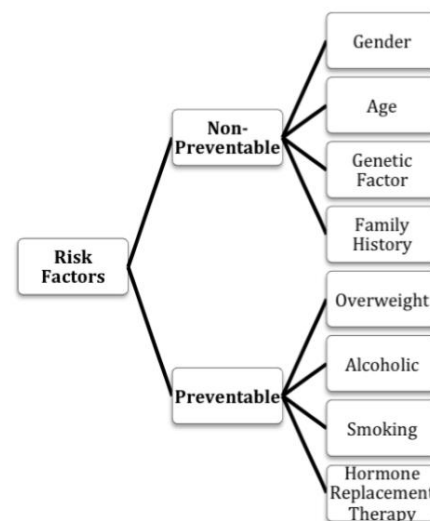 Risk
Factors
Non-
Preventable
Gender
Age
Genetic
Factor
Family
History
Preventable
Overweight
Alcoholic
Smoking
Hormone
Replacement
Therapy